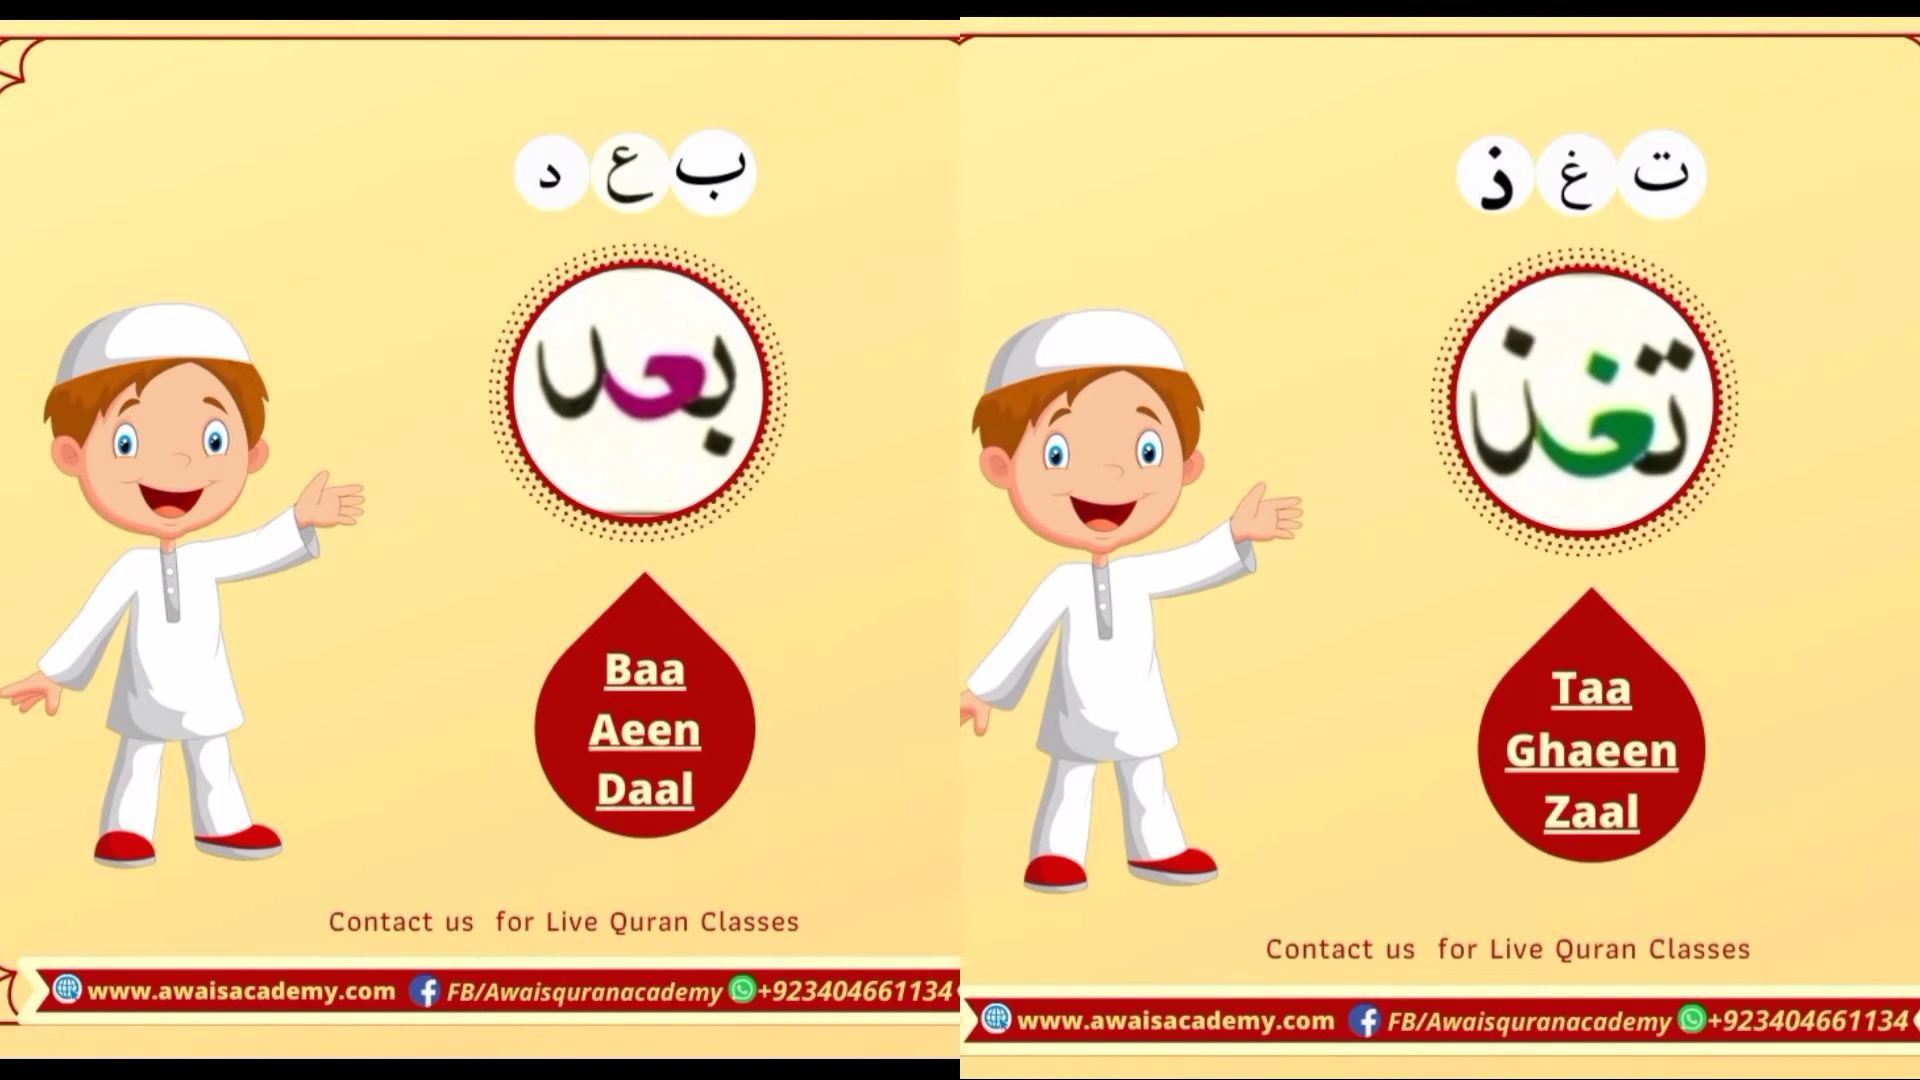 ب ع د
بعد
Baa
Aeen
Daal
Contact us for Live Quran Classes
www.awaisacademy.com FB/Awaisquranacademy +923404661134
ت غ ذ
تغذ
Taa
Ghaeen
Zaal
Contact us for Live Quran Classes
www.awaisacademy.com FB/Awaisquranacademy +923404661134